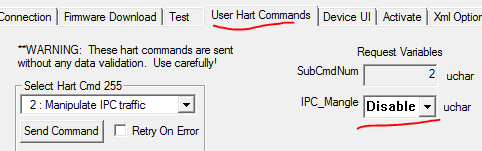 Connection Firmware Download Test User Hart Commands Device UI Activate Xml Option
**WARNING: These hart commands are sent
without any data validation. Use carefully!
Request Variables
SubCmdNum 2 uchar
Select Hart Cmd 255
2 : Manipulate IPC traffic
IPC_Mangle Disable uchar
Send Command Retry On Error